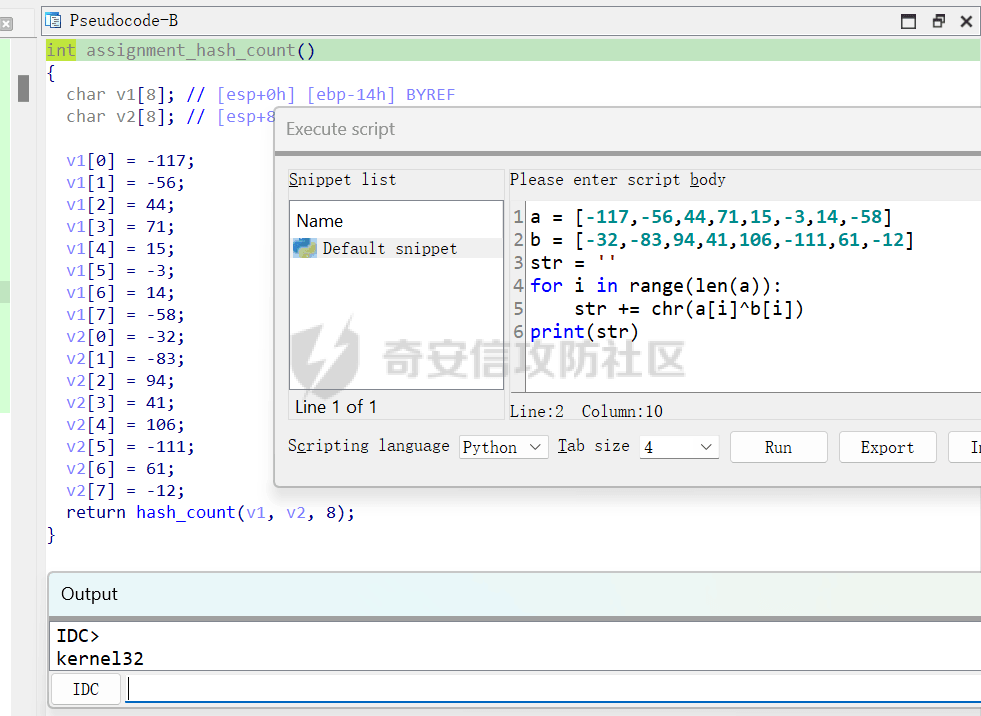 Pseudocode-B
int assignment_hash_count()
{
char v1[8]; // [esp+0h] [ebp-14h] BYREF
char v2[8]; // [esp+8
v1[0] = -117;
v1[1] = -56;
v1[2] = 44;
v1[3] = 71;
v1[4] = 15;
v1[5] = -3;
v1[6] = 14;
v1[7] = -58;
v2[0] = -32;
v2[1] = -83;
v2[2] = 94;
v2[3] = 41;
v2[4] = 106;
v2[5] = -111;
v2[6] = 61;
v2[7] = -12;
return hash_count(v1, v2, 8);
}
Execute script
Snippet list
Name
Default snippet
Line 1 of 1
Please enter script body
1 a = [-117,-56,44,71,15,-3,14,-58]
2 b = [-32,-83,94,41,106,-111,61,-12]
3 str = ''
4 for i in range(len(a)):
5 str += chr(a[i]^b[i])
6 print(str)
奇安信攻防社区
Line:2 Column:10
Scripting language Python Tab size 4 Run Export
Output
IDC>
kernel32
IDC